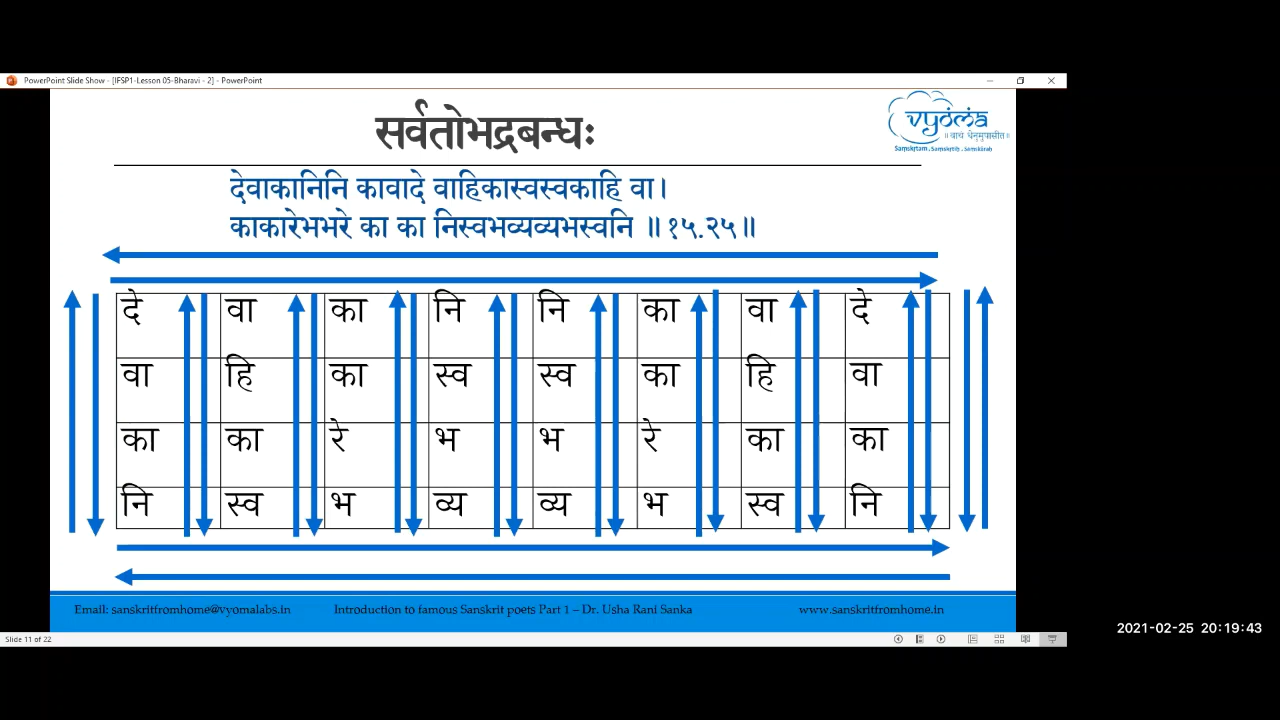 PowerPoint Slide Show - [IFSP1-Lesson 05-Bharavi - 2] - PowerPoint
सर्वतोभद्रबन्धः
vyoma
॥ वाचं धेनुमुपासीत ॥
Samskrtam . Samskrtih . Samskarah
देवाकानिनि कावादे वाहिकास्वस्वकाहि वा।
काकारेभभरे का का निस्वभव्यव्यभस्वनि ॥१५.२५॥
दे वा का नि नि का वा दे
वा हि का स्व स्व का हि वा
का का रे भ भ रे का का
नि स्व भ व्य व्य भ स्व नि
Email: sanskritfromhome@vyomalabs.in Introduction to famous Sanskrit poets Part 1 – Dr. Usha Rani Sanka www.sanskritfromhome.in
Slide 11 of 22
2021-02-25 20:19:43